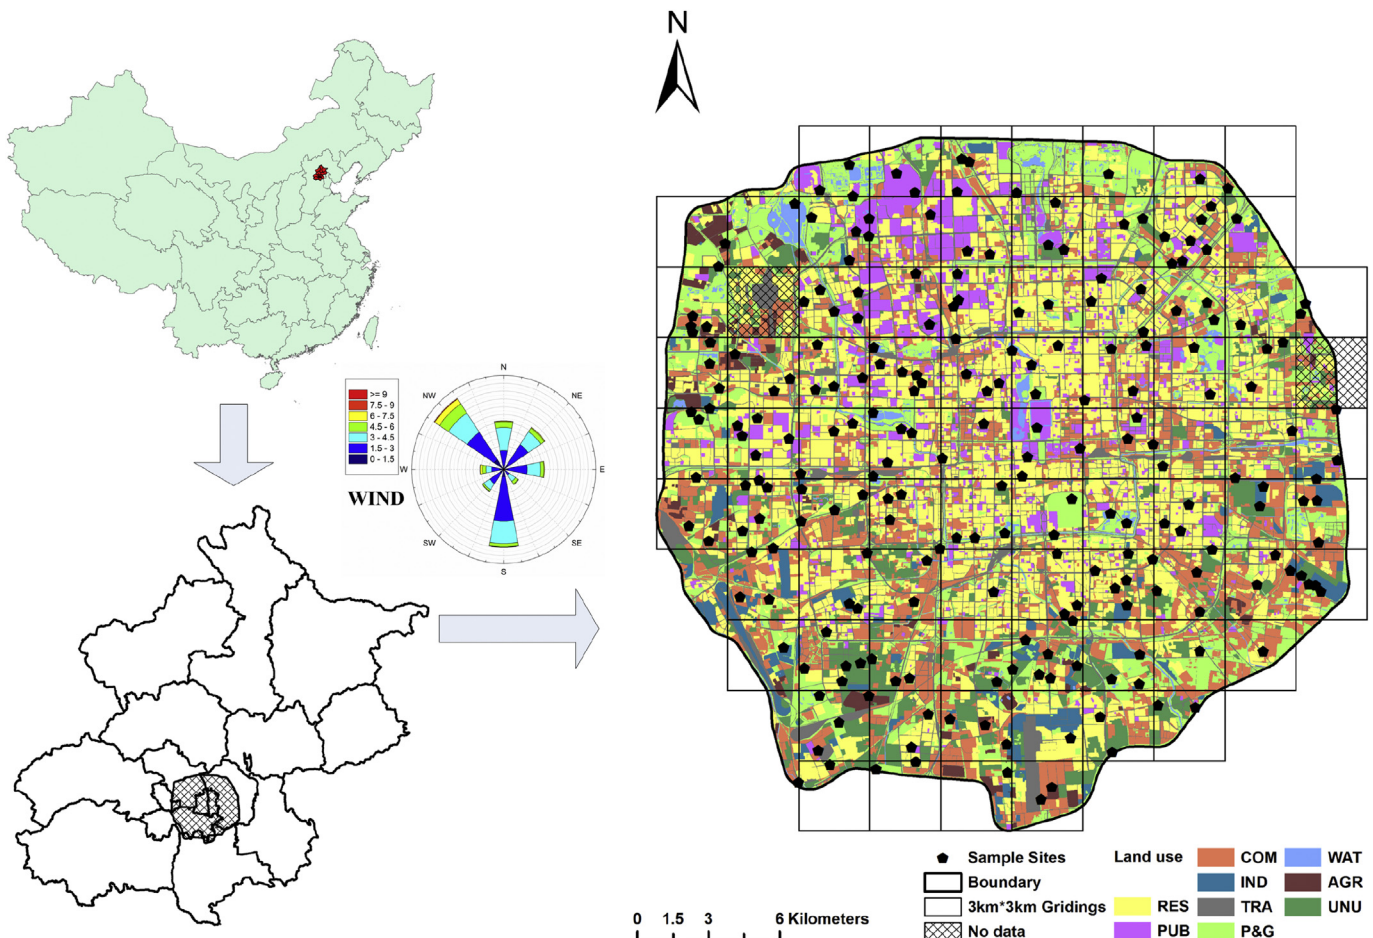 N
>= 9
7.5 - 9
6 - 7.5
4.5 - 6
3 - 4.5
1.5 - 3
0 - 1.5
WIND
N
NW
NE
W
E
SW
SE
S
Sample Sites
Boundary
3km*3km Gridings
No data
Land use
RES
PUB
COM
IND
TRA
P&G
WAT
AGR
UNU
0 1.5 3 6 Kilometers